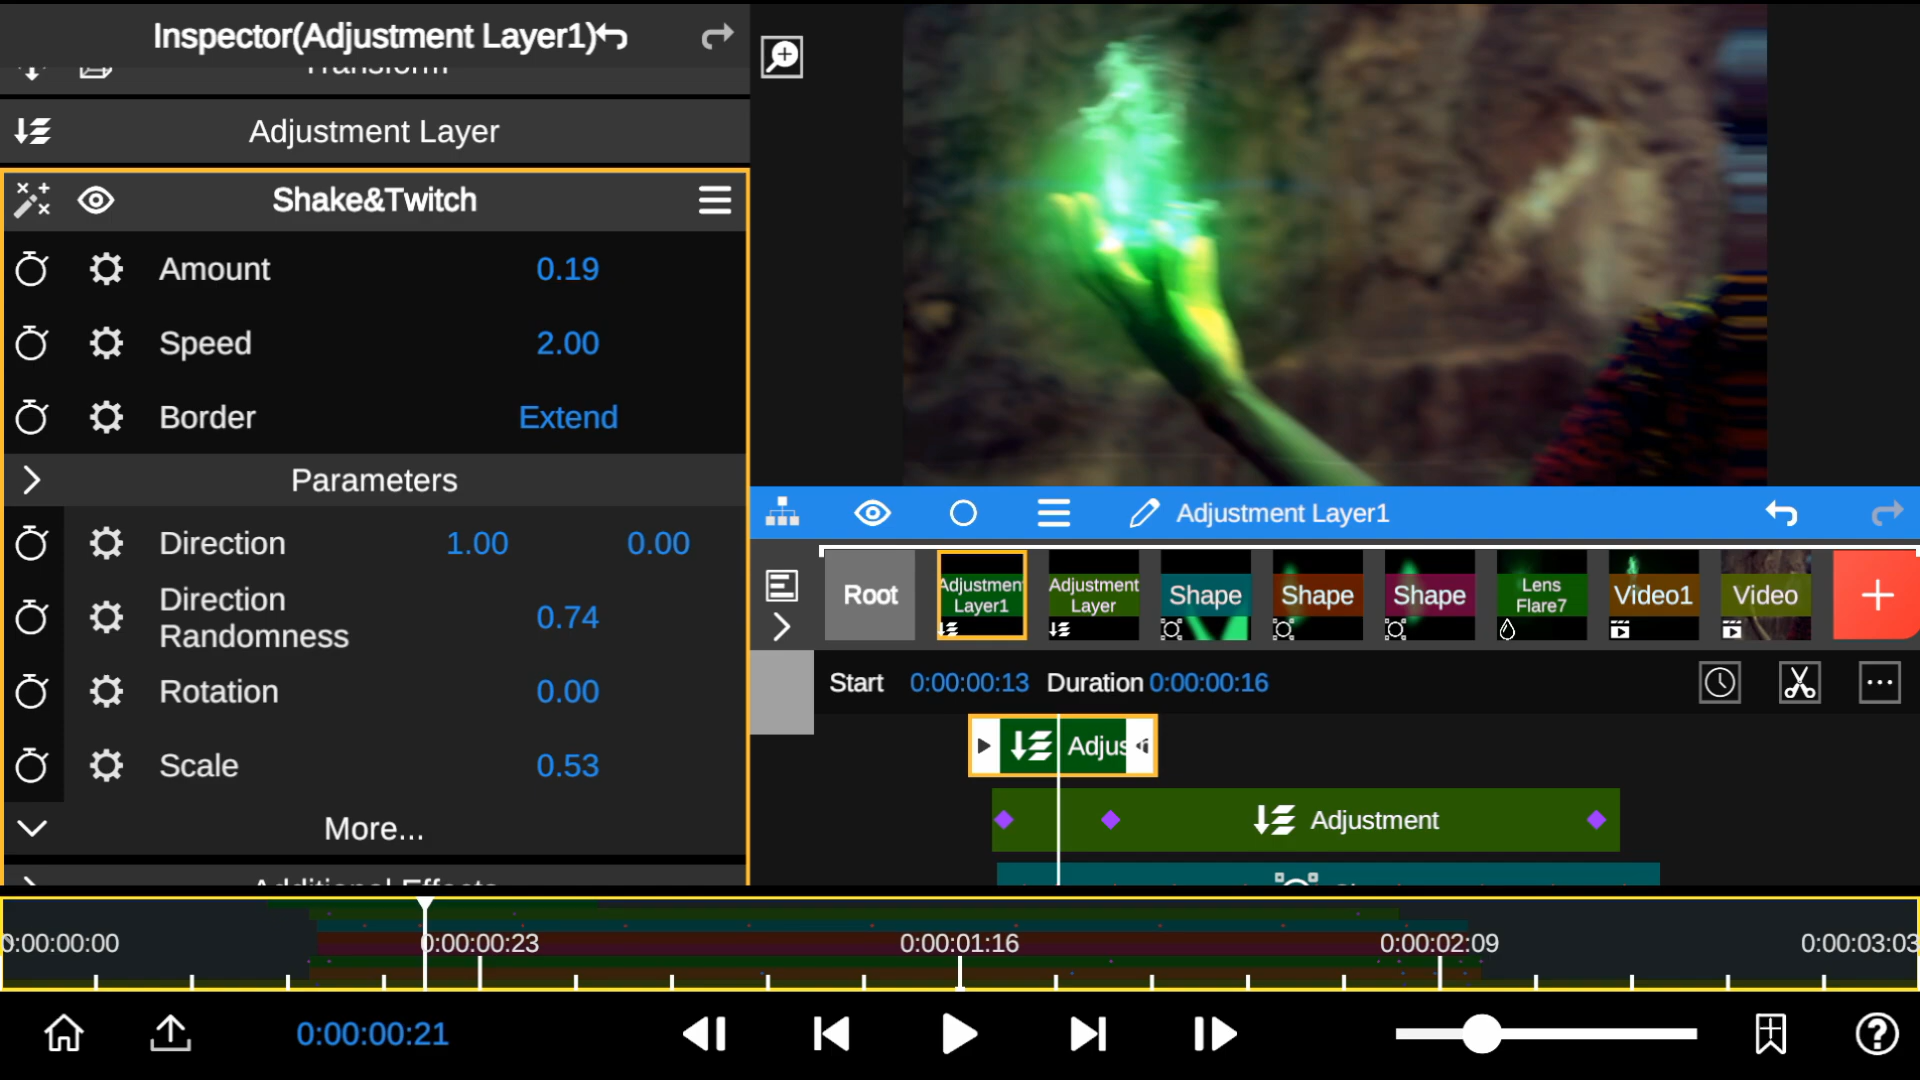 Inspector(Adjustment Layer1)
Transform
Adjustment Layer
Shake&Twitch
Amount 0.19
Speed 2.00
Border Extend
Parameters
Direction 1.00 0.00
Direction
Randomness 0.74
Rotation 0.00
Scale 0.53
More...
Additional Effects
Adjustment Layer1
Root
Adjustmen
Layer1
Adjustment
Layer
Shape
Shape
Shape
Lens
Flare7
Video1
Video
Start 0:00:00:13 Duration 0:00:00:16
Adjus
Adjustment
0:00:00:00 0:00:00:23 0:00:01:16 0:00:02:09 0:00:03:03
0:00:00:21